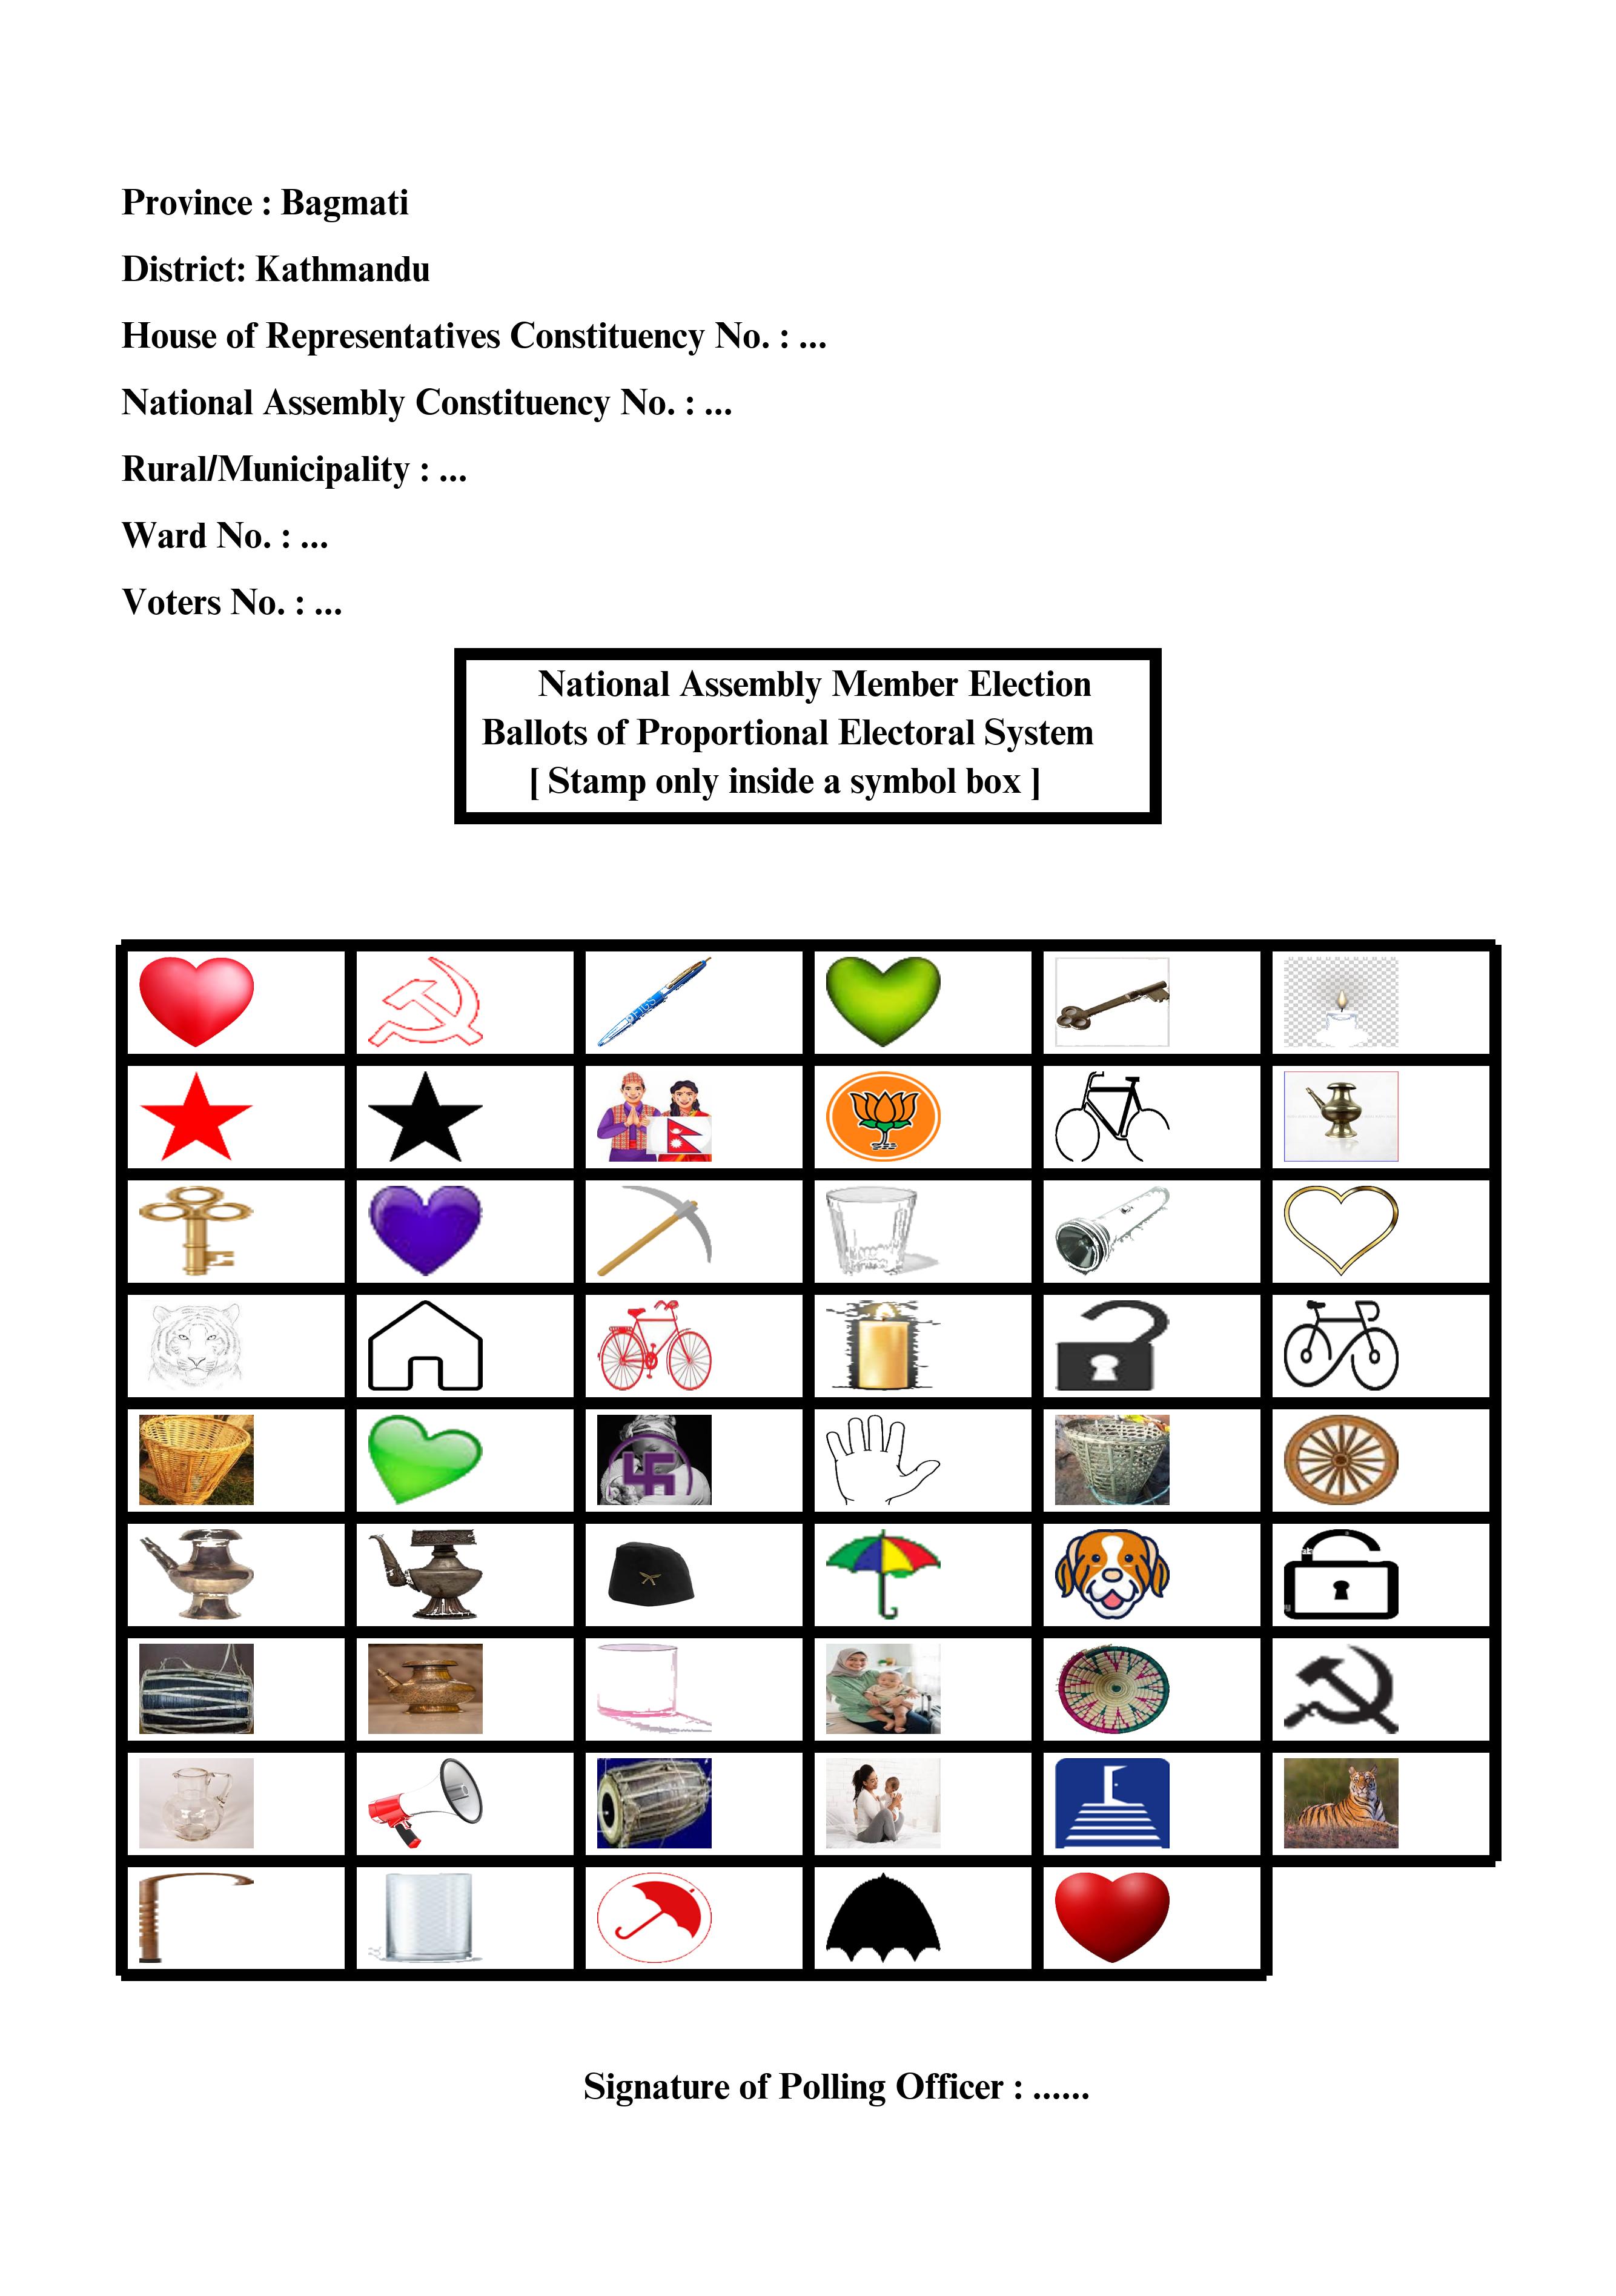 Province : Bagmati
District: Kathmandu
House of Representatives Constituency No. : ...
National Assembly Constituency No. : ...
Rural/Municipality : ...
Ward No. : ...
Voters No. : ...
National Assembly Member Election
Ballots of Proportional Electoral System
[ Stamp only inside a symbol box ]
Signature of Polling Officer : ......